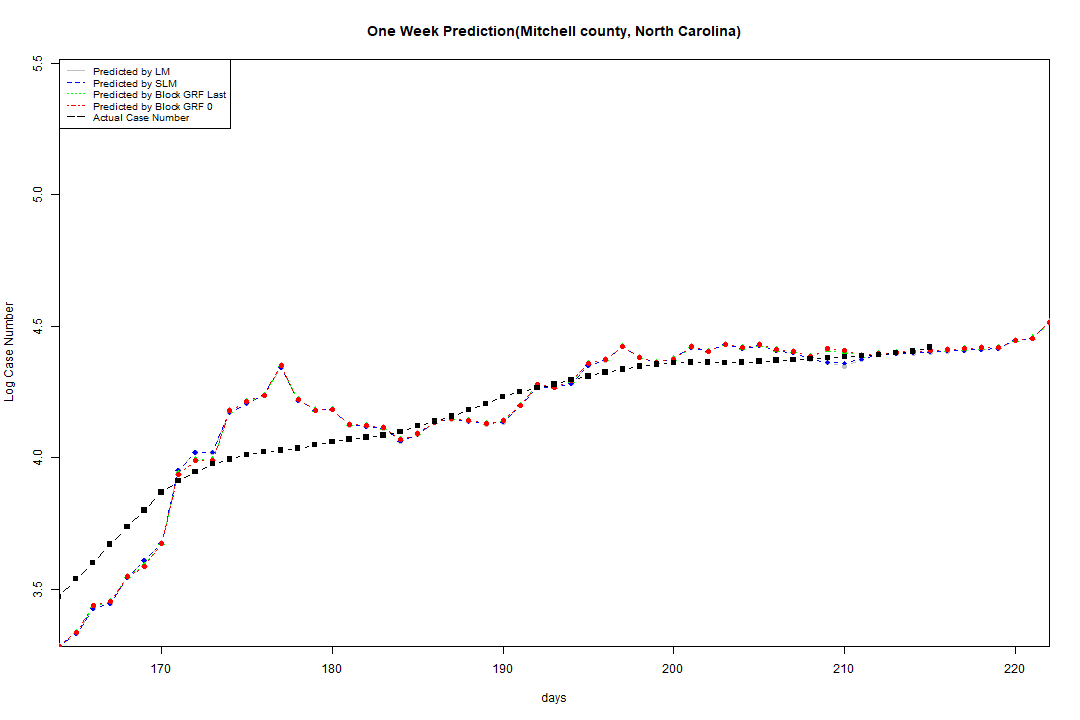 One Week Prediction(Mitchell county, North Carolina)
Predicted by LM
Predicted by SLM
Predicted by Block GRF Last
Predicted by Block GRF 0
Actual Case Number
5.5
5.0
4.5
4.0
3.5
Log Case Number
170
180
190
200
210
220
days